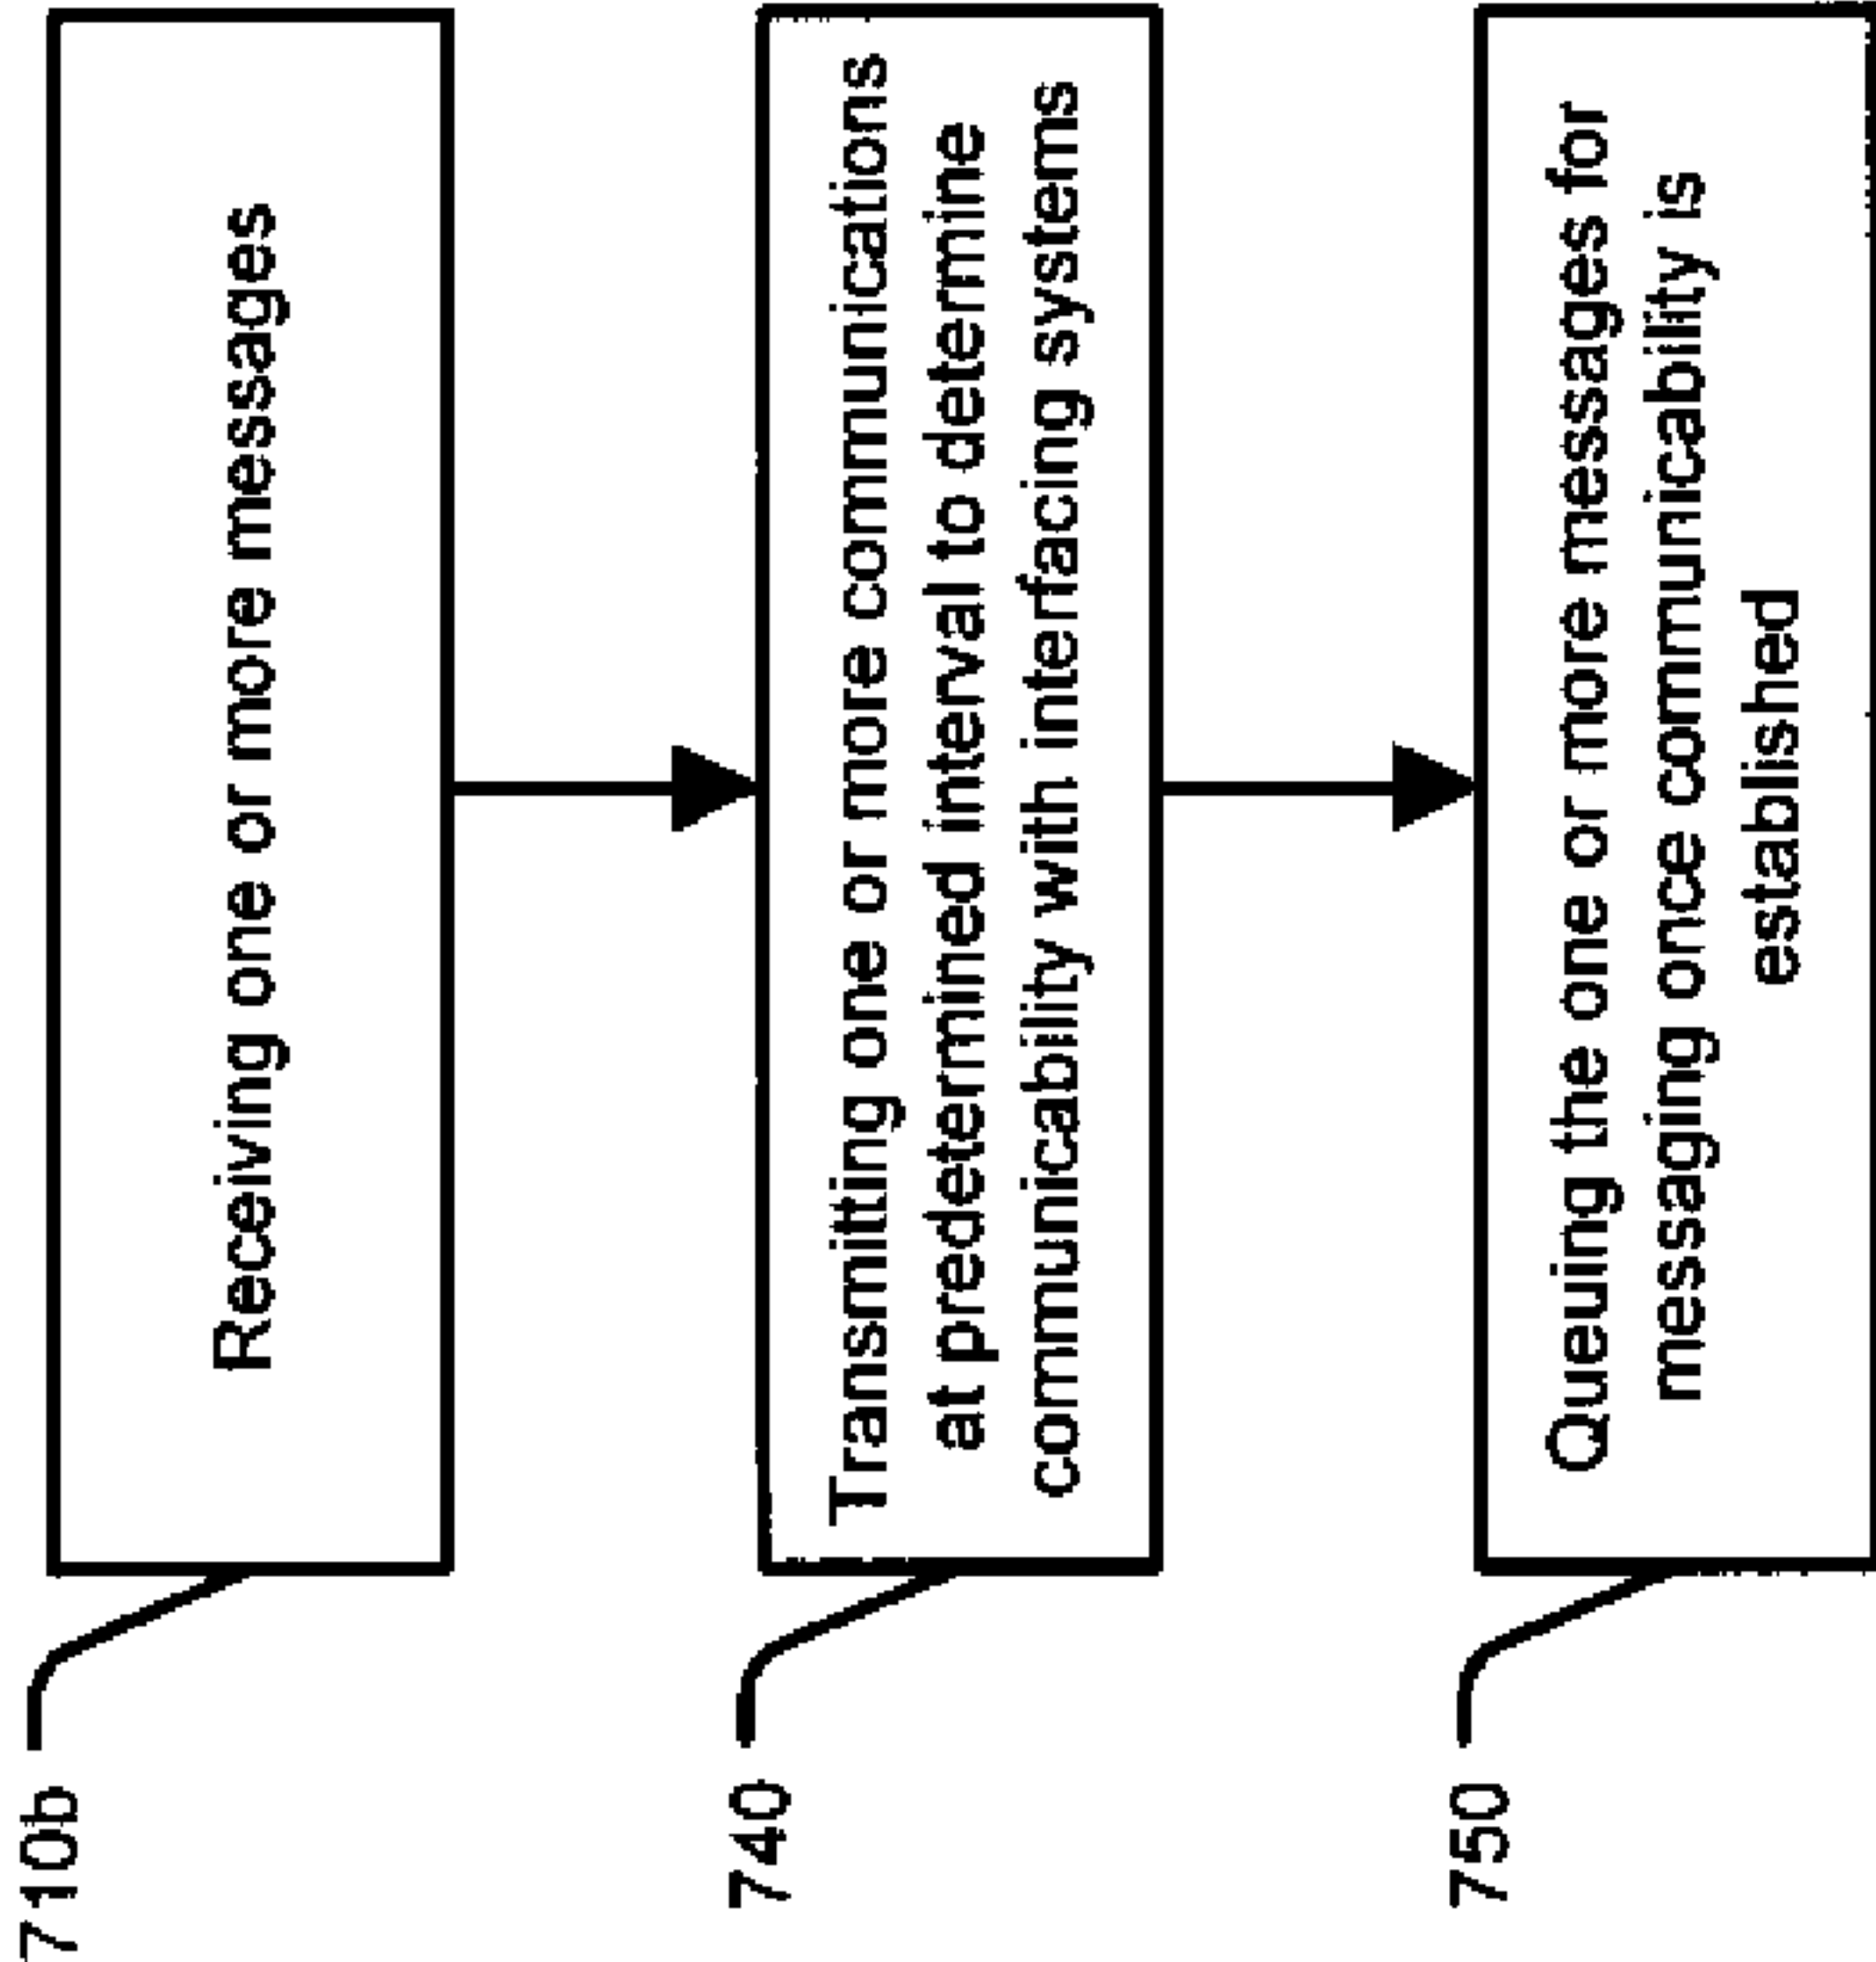 710b
Receiving one or more messages
740
Transmitting one or more communications
at predetermined interval to determine
communicability with interfacing systems
750
Queuing the one or more messages for
messaging once communicability is
established